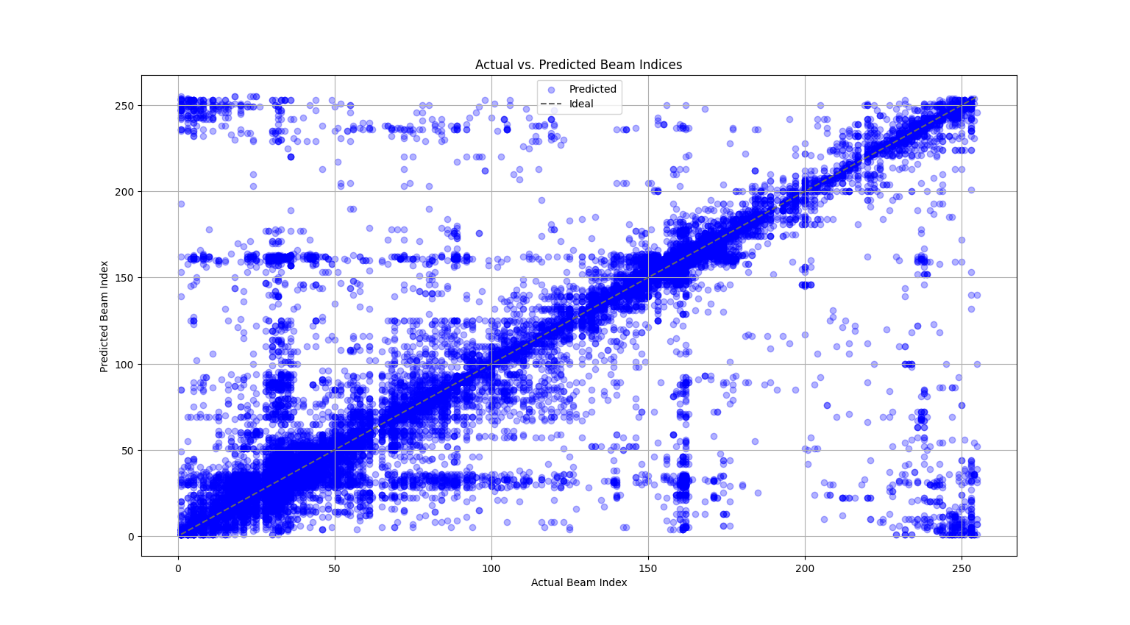 Actual vs. Predicted Beam Indices
Predicted
Ideal
250
200
150
100
50
0
Predicted Beam Index
0 50 100 150 200 250
Actual Beam Index